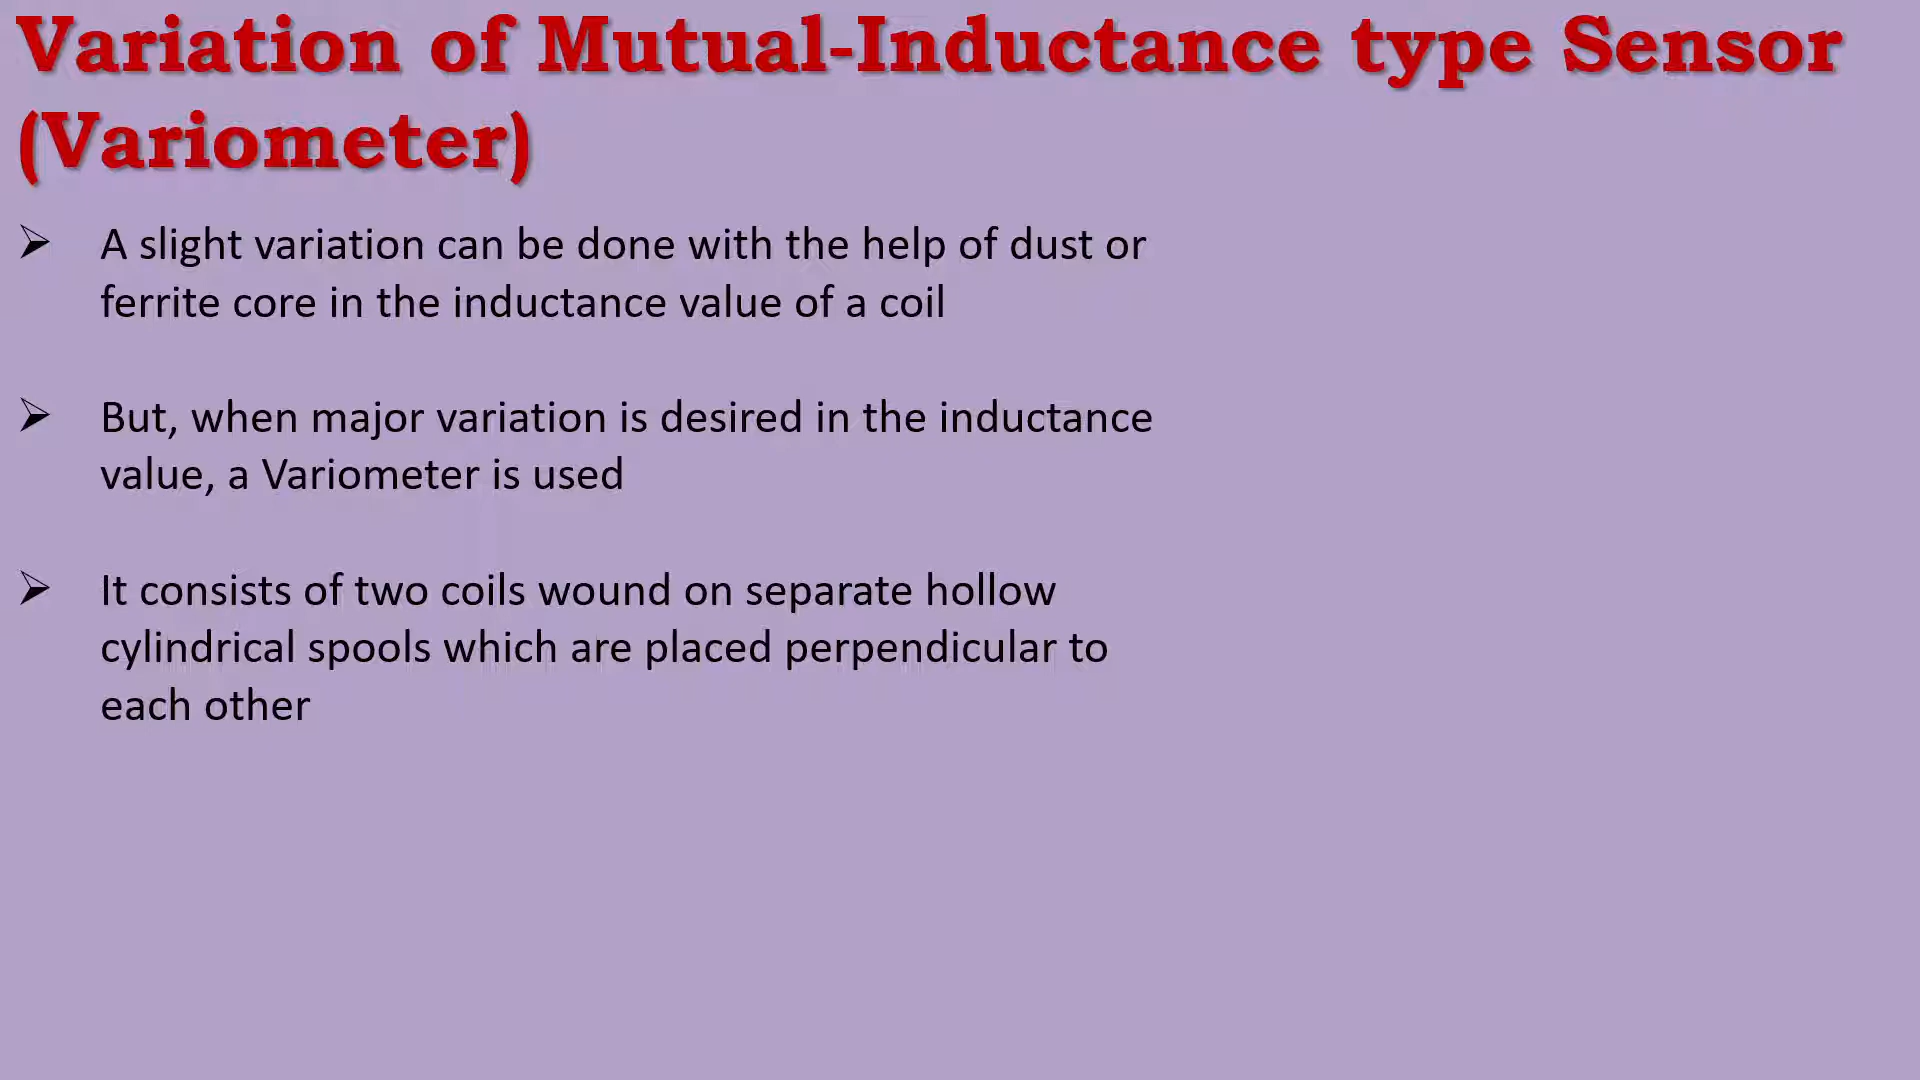 Variation of Mutual-Inductance type Sensor
(Variometer)
➢ A slight variation can be done with the help of dust or
ferrite core in the inductance value of a coil
➢ But, when major variation is desired in the inductance
value, a Variometer is used
➢ It consists of two coils wound on separate hollow
cylindrical spools which are placed perpendicular to
each other